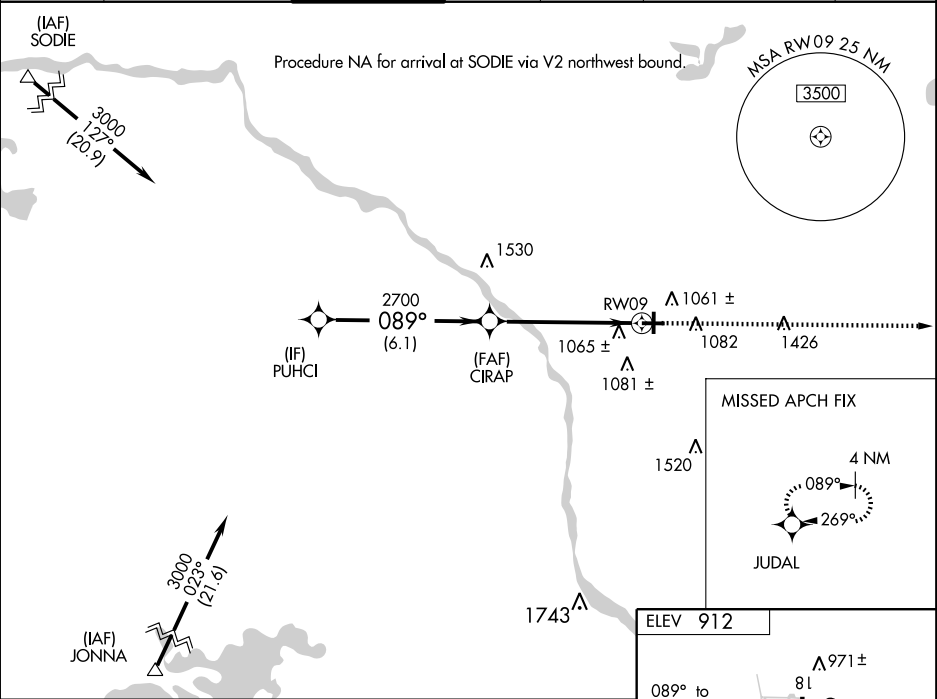 (IAF)
SODIE
Procedure NA for arrival at SODIE via V2 northwest bound.
MSA RW09 25 NM
3500
3000
127°
(20.9)
1530
2700
089°
(6.1)
(IF)
PUHCI
(FAF)
CIRAP
RW09
1061 ±
1065 ±
1082
1426
1081 ±
MISSED APCH FIX
1520
4 NM
089°
269°
JUDAL
3000
023°
(21.6)
(IAF)
JONNA
1743
ELEV 912
971±
089° to